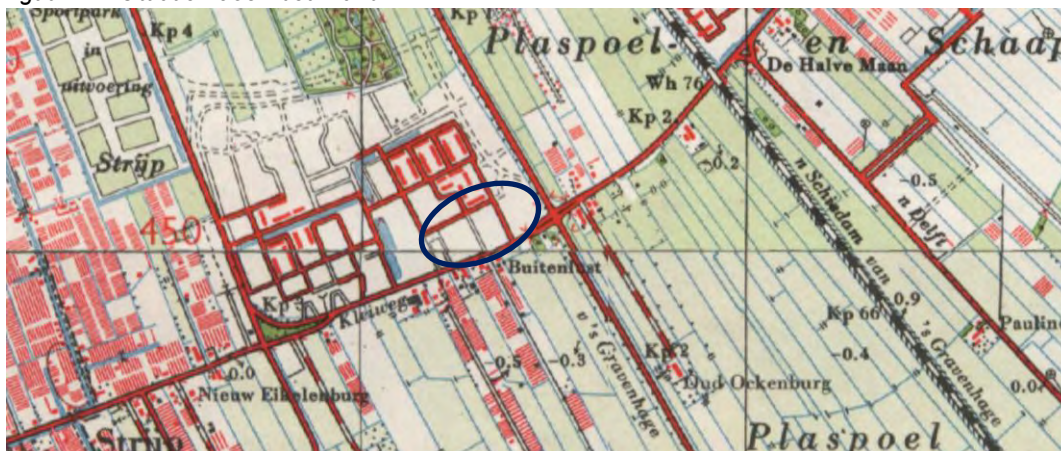 Sportpark
in
uitvoering
Strijp
Kp 4
Plaspoel-
en
Schaap
De Halve Maan
Wh 76
Kp 2
-0.2
-0.5
n Delft
n Schiedam
van
's Gravenhage
450
Buitenlust
Kleiweg
Kp
Nieuw Eikelenburg
0.0
-0.5
-0.3
v's Gravenhage
Kp 2
Oud Ockenburg
-0.9
Kp 66
-0.4
Paulin
0.0
Strijp
Plaspoel